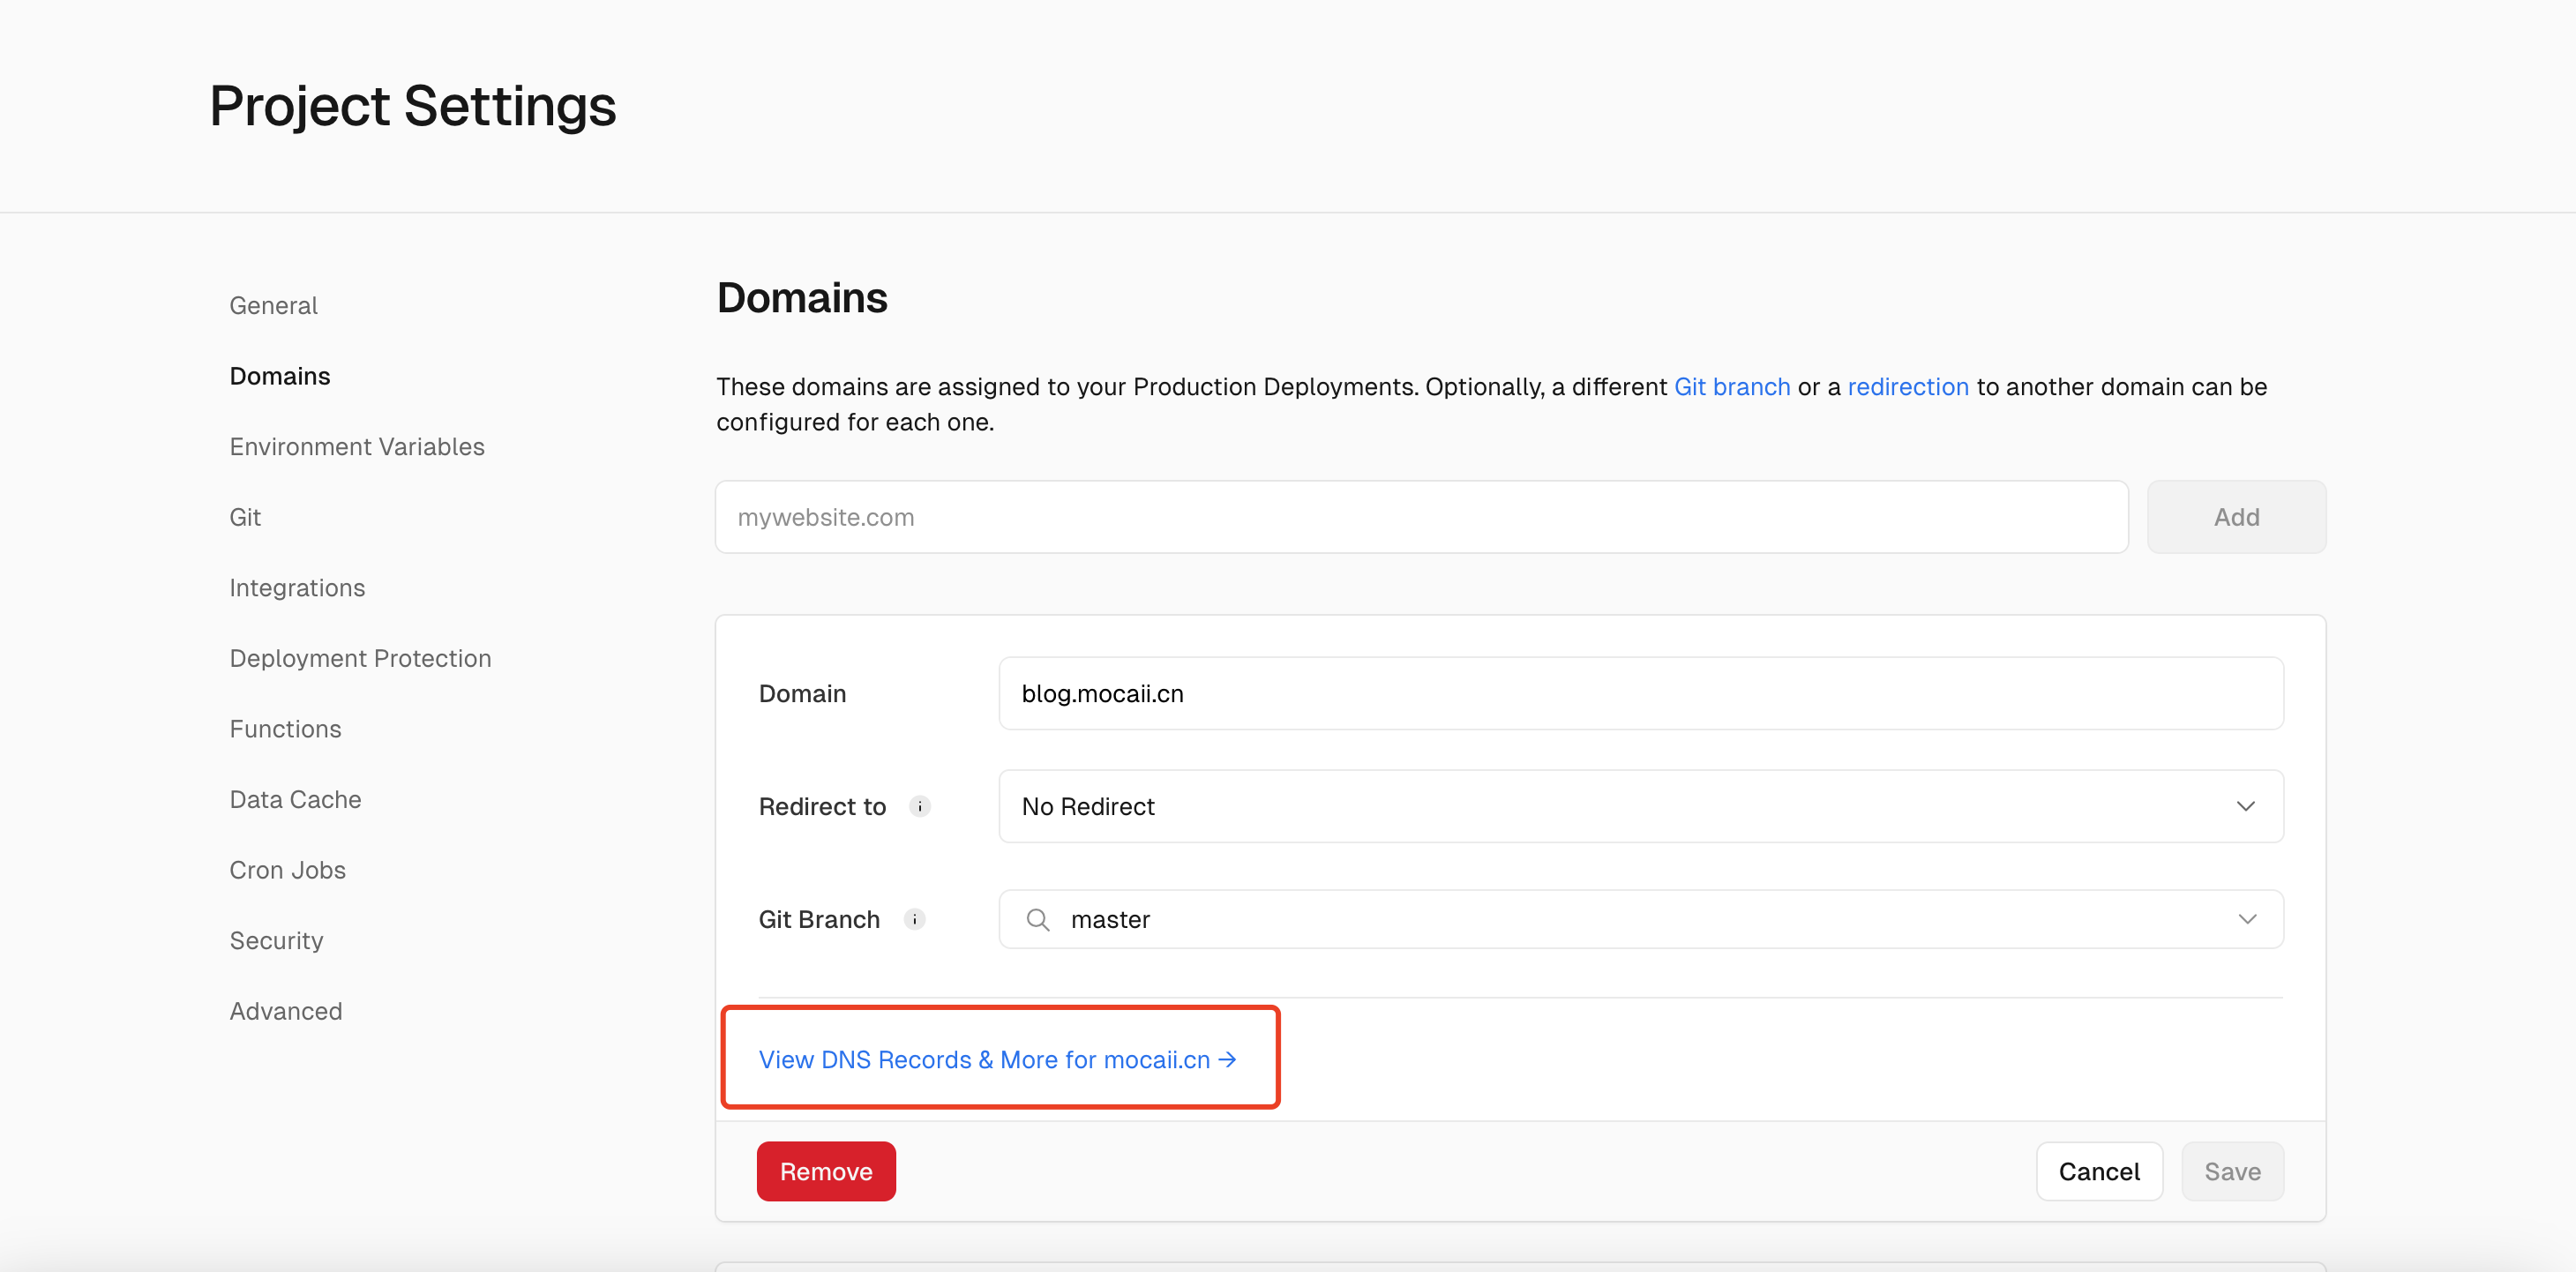 Project Settings
General
Domains
Environment Variables
Git
Integrations
Deployment Protection
Functions
Data Cache
Cron Jobs
Security
Advanced
Domains
These domains are assigned to your Production Deployments. Optionally, a different Git branch or a redirection to another domain can be
configured for each one.
mywebsite.com
Add
Domain
blog.mocaii.cn
Redirect to
No Redirect
Git Branch
master
View DNS Records & More for mocaii.cn →
Remove
Cancel
Save